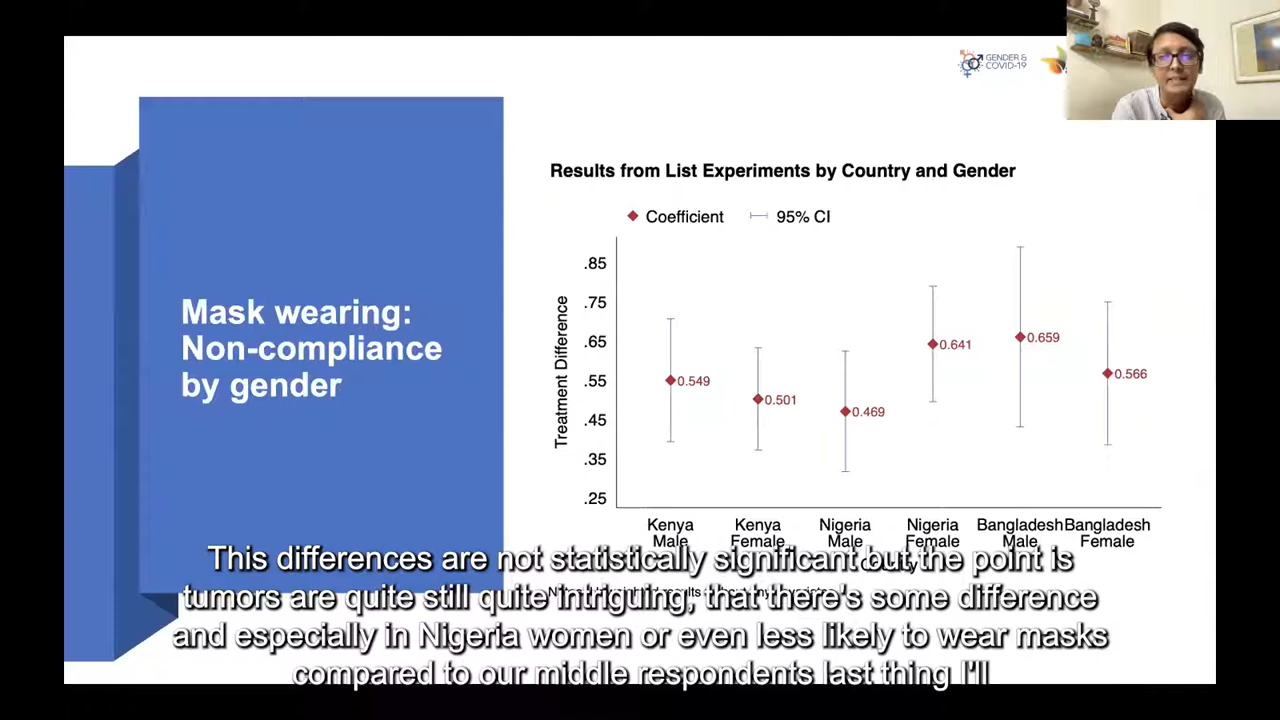 GENDER &
COVID-19
Mask wearing:
Non-compliance
by gender
Results from List Experiments by Country and Gender
Coefficient
95% CI
Treatment Difference
.85
.75
.65
.55
.45
.35
.25
0.549
0.501
0.469
0.641
0.659
0.566
Kenya Male
Kenya Female
Nigeria Male
Nigeria Female
Bangladesh Male
Bangladesh Female
This differences are not statistically significant but the point is
tumors are quite still quite intriguing, that there's some difference
and especially in Nigeria women or even less likely to wear masks
compared to our middle respondents last thing I'll